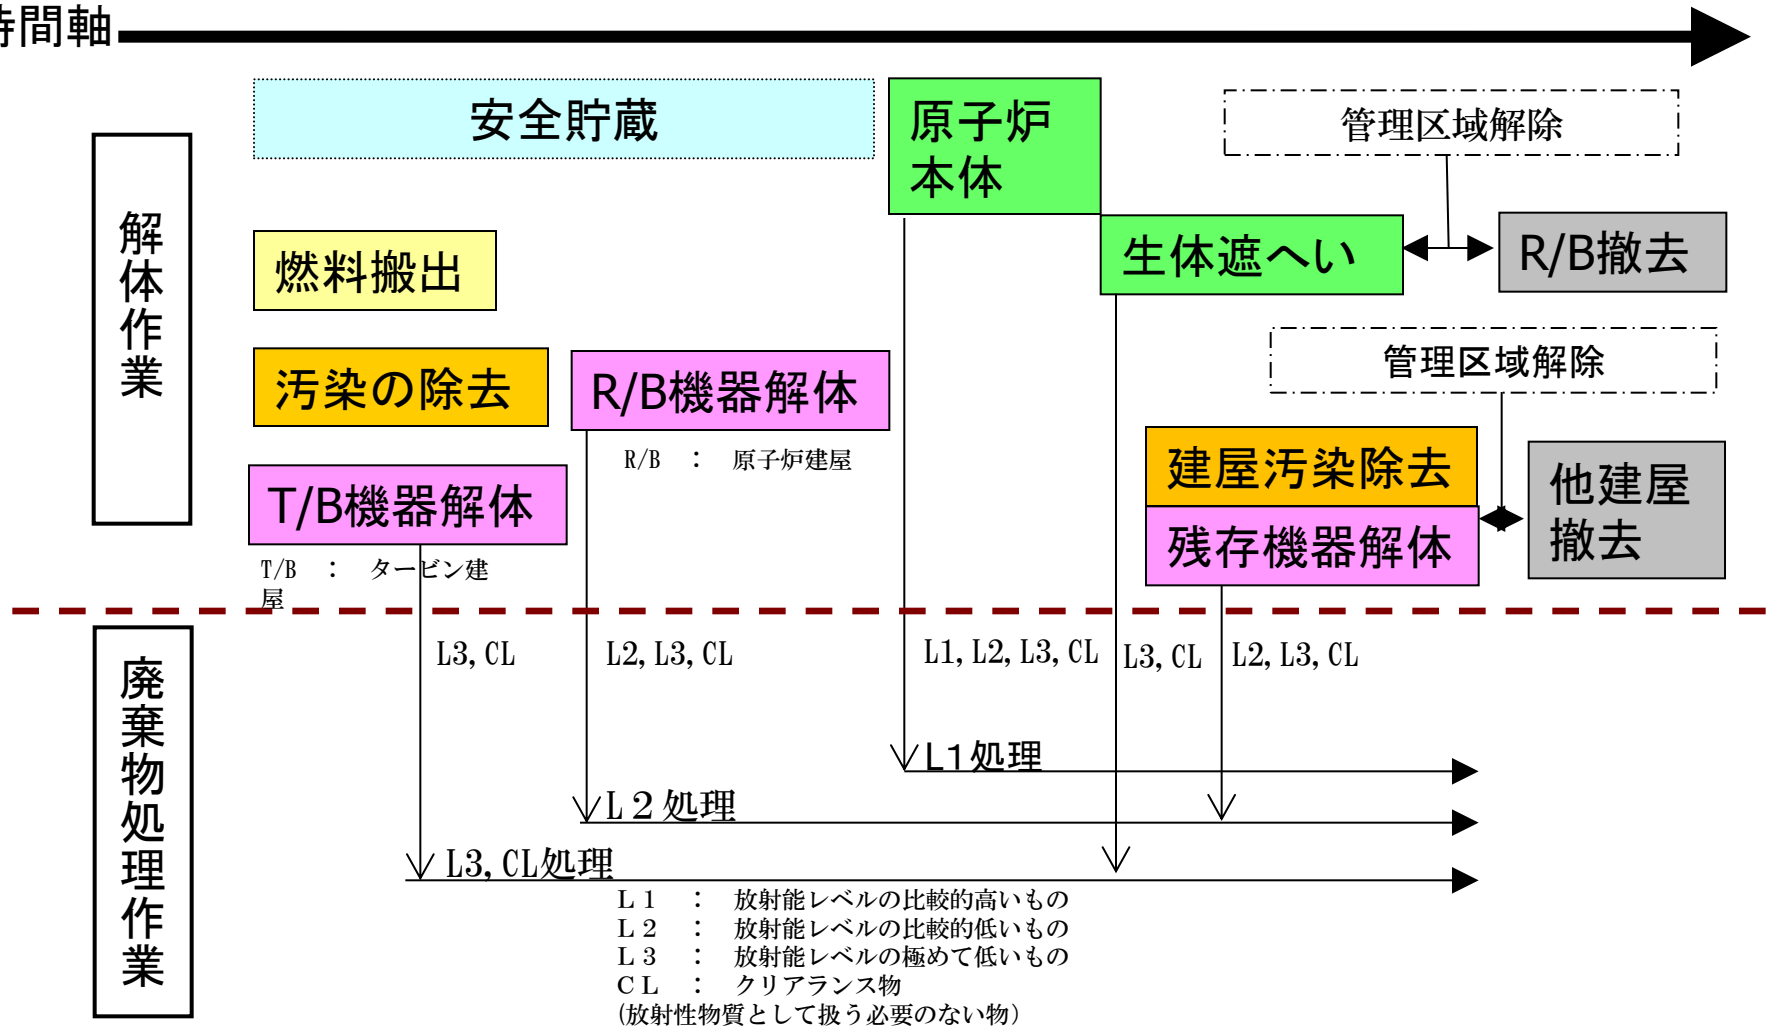 時間軸
安全貯蔵
原子炉
本体
管理区域解除
解体作業
燃料搬出
生体遮へい
R/B撤去
汚染の除去
R/B機器解体
管理区域解除
R/B ： 原子炉建屋
T/B機器解体
建屋汚染除去
残存機器解体
他建屋
撤去
T/B ： タービン建
屋
廃棄物処理作業
L3,CL
L2,L3,CL
L1,L2,L3,CL
L3,CL
L2,L3,CL
L1処理
L２処理
L3,CL処理
Ｌ１ ： 放射能レベルの比較的高いもの
Ｌ２ ： 放射能レベルの比較的低いもの
Ｌ３ ： 放射能レベルの極めて低いもの
ＣＬ ： クリアランス物
(放射性物質として扱う必要のない物）